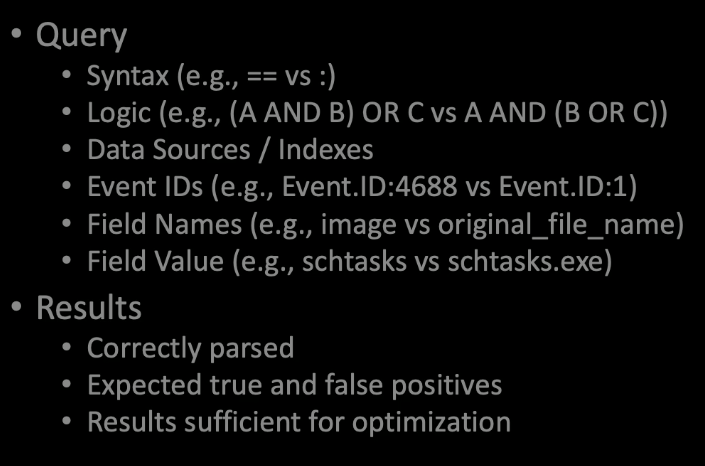 • Query
• Syntax (e.g., == vs :)
• Logic (e.g., (A AND B) OR C vs A AND (B OR C))
• Data Sources / Indexes
• Event IDs (e.g., Event.ID:4688 vs Event.ID:1)
• Field Names (e.g., image vs original_file_name)
• Field Value (e.g., schtasks vs schtasks.exe)
• Results
• Correctly parsed
• Expected true and false positives
• Results sufficient for optimization